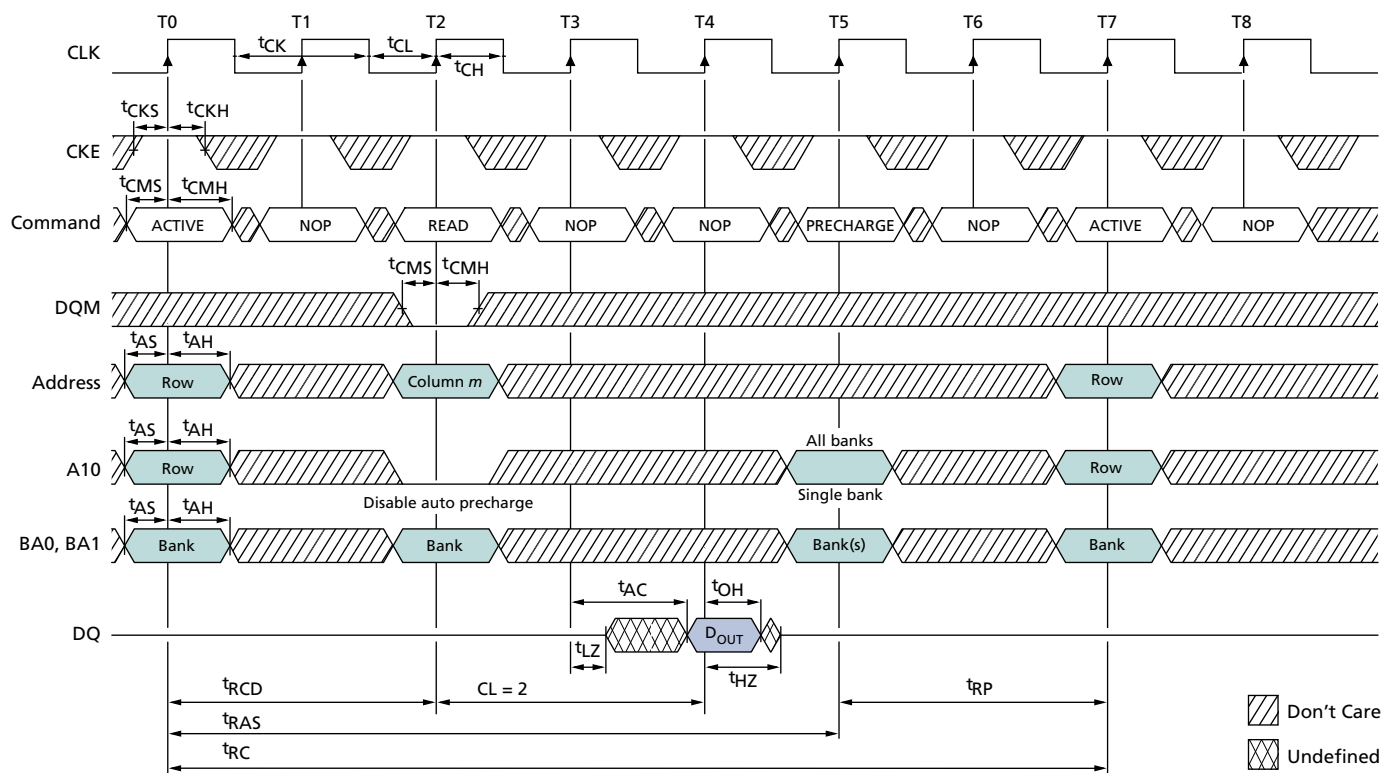 T0 T1 T2 T3 T4 T5 T6 T7 T8
CLK
tCK tCL
tCH
tCKS tCKH
CKE
tCMS tCMH
Command ACTIVE NOP READ NOP NOP PRECHARGE NOP ACTIVE NOP
tCMS tCMH
DQM
tAS tAH
Address Row Column m Row
tAS tAH
All banks
A10 Row Row
Disable auto precharge Single bank
tAS tAH
BA0, BA1 Bank Bank Bank(s) Bank
tAC tOH
DQ DOUT
tLZ
tHZ
tRCD CL = 2 tRP
tRAS
tRC
Don't Care
Undefined